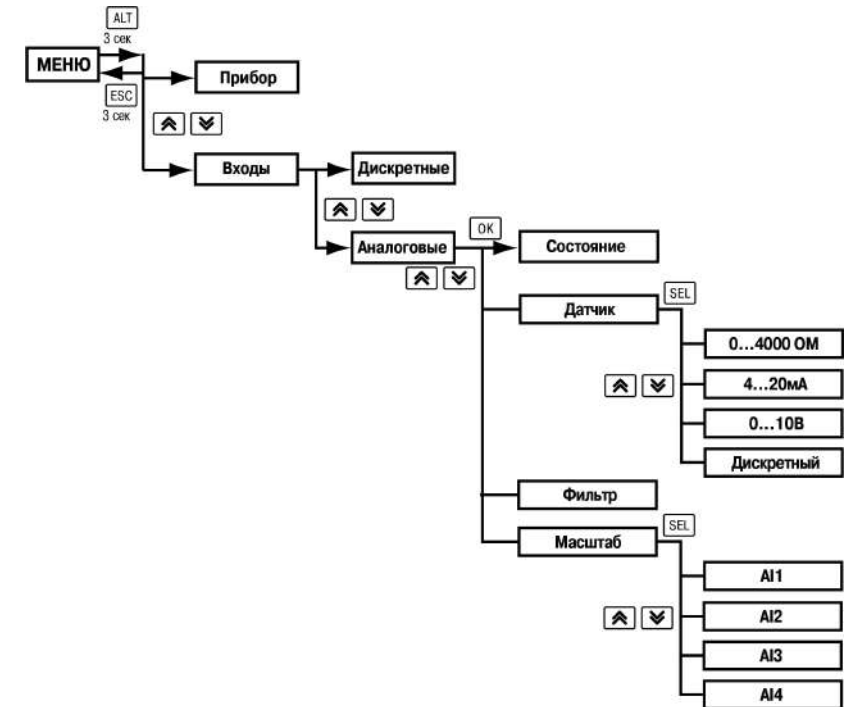 ALT
3 сек
МЕНЮ
Прибор
ESC
3 сек
Входы
Дискретные
OK
Аналоговые
Состояние
SEL
Датчик
0...4000 ОМ
4...20мА
0...10В
Дискретный
Фильтр
SEL
Масштаб
AI1
AI2
AI3
AI4